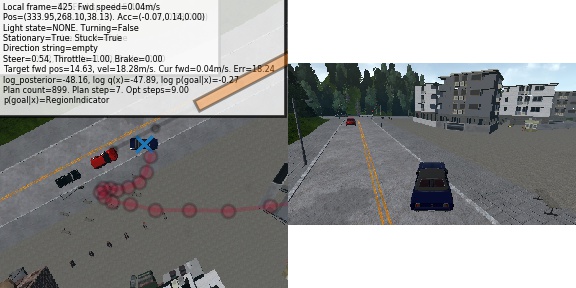 Local frame=425: Fwd speed=0.04m/s
Pos=(333.95,268.10,38.13). Acc=(-0.07,0.14,0.00)
Light state=NONE. Turning=False
Stationary=True. Stuck=True
Direction string=empty
Steer=0.54, Throttle=1.00, Brake=0.00
Target fwd pos=14.63, vel=18.28m/s. Cur fwd=0.04m/s. Err=18.24
log_posterior=-48.16, log q(x)=-47.89, log p(goal|x)=-0.27
Plan count=899. Plan step=7. Opt steps=9.00
p(goal|x)=RegionIndicator